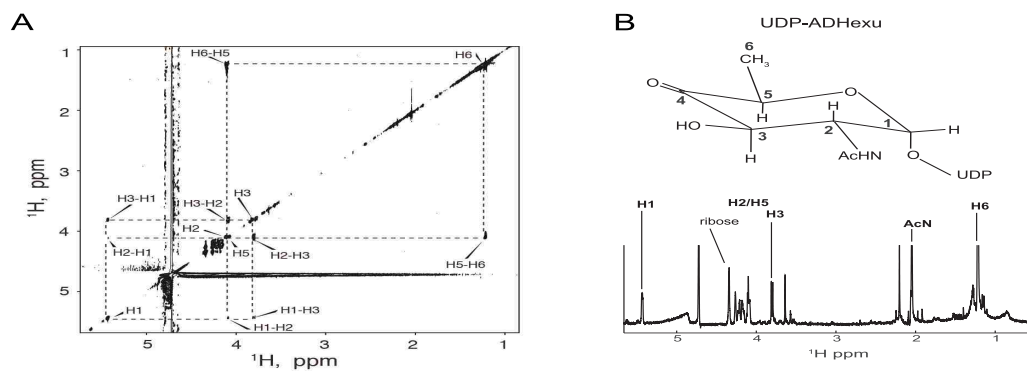 A
1
2
3
4
5
¹H, ppm
H6-H5
H6
H3-H1
H3-H2
H3
H2
H2-H1
H5
H2-H3
H5-H6
H1
H1-H3
H1-H2
5
4
3
2
1
¹H, ppm
B
UDP-ADHexu
6
CH₃
O
O
4
5
H
HO
3
2
H
1
H
AcHN
O
H
UDP
H1
ribose
H2/H5
H3
AcN
H6
5
4
3
2
1
¹H ppm